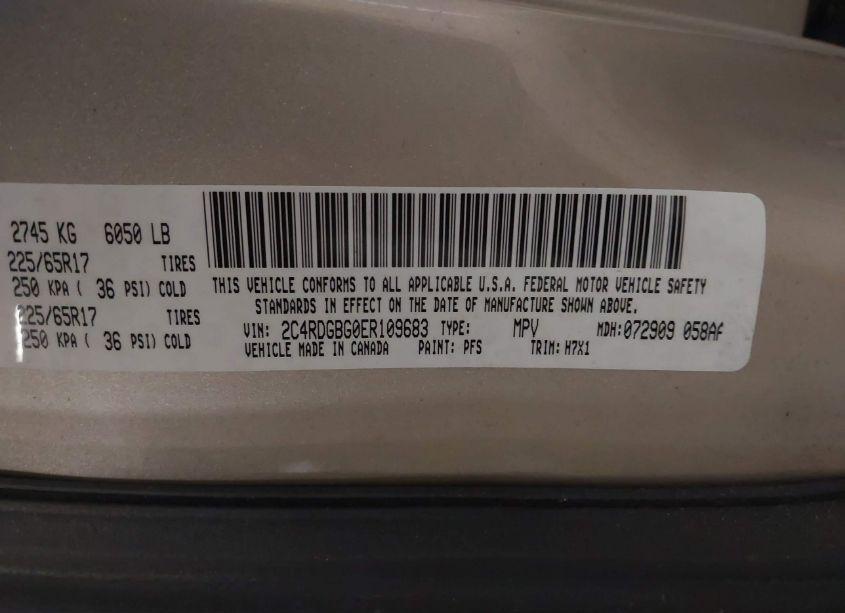 2745 KG 6050 LB
225/65R17 TIRES
250 KPA ( 36 PSI) COLD
225/65R17 TIRES
250 KPA ( 36 PSI) COLD
THIS VEHICLE CONFORMS TO ALL APPLICABLE U.S.A. FEDERAL MOTOR VEHICLE SAFETY
STANDARDS IN EFFECT ON THE DATE OF MANUFACTURE SHOWN ABOVE.
VIN: 2C4RDGBG0ER109683 TYPE: MPV MDH:072909 058AA
VEHICLE MADE IN CANADA PAINT: PFS TRIM: H7X1